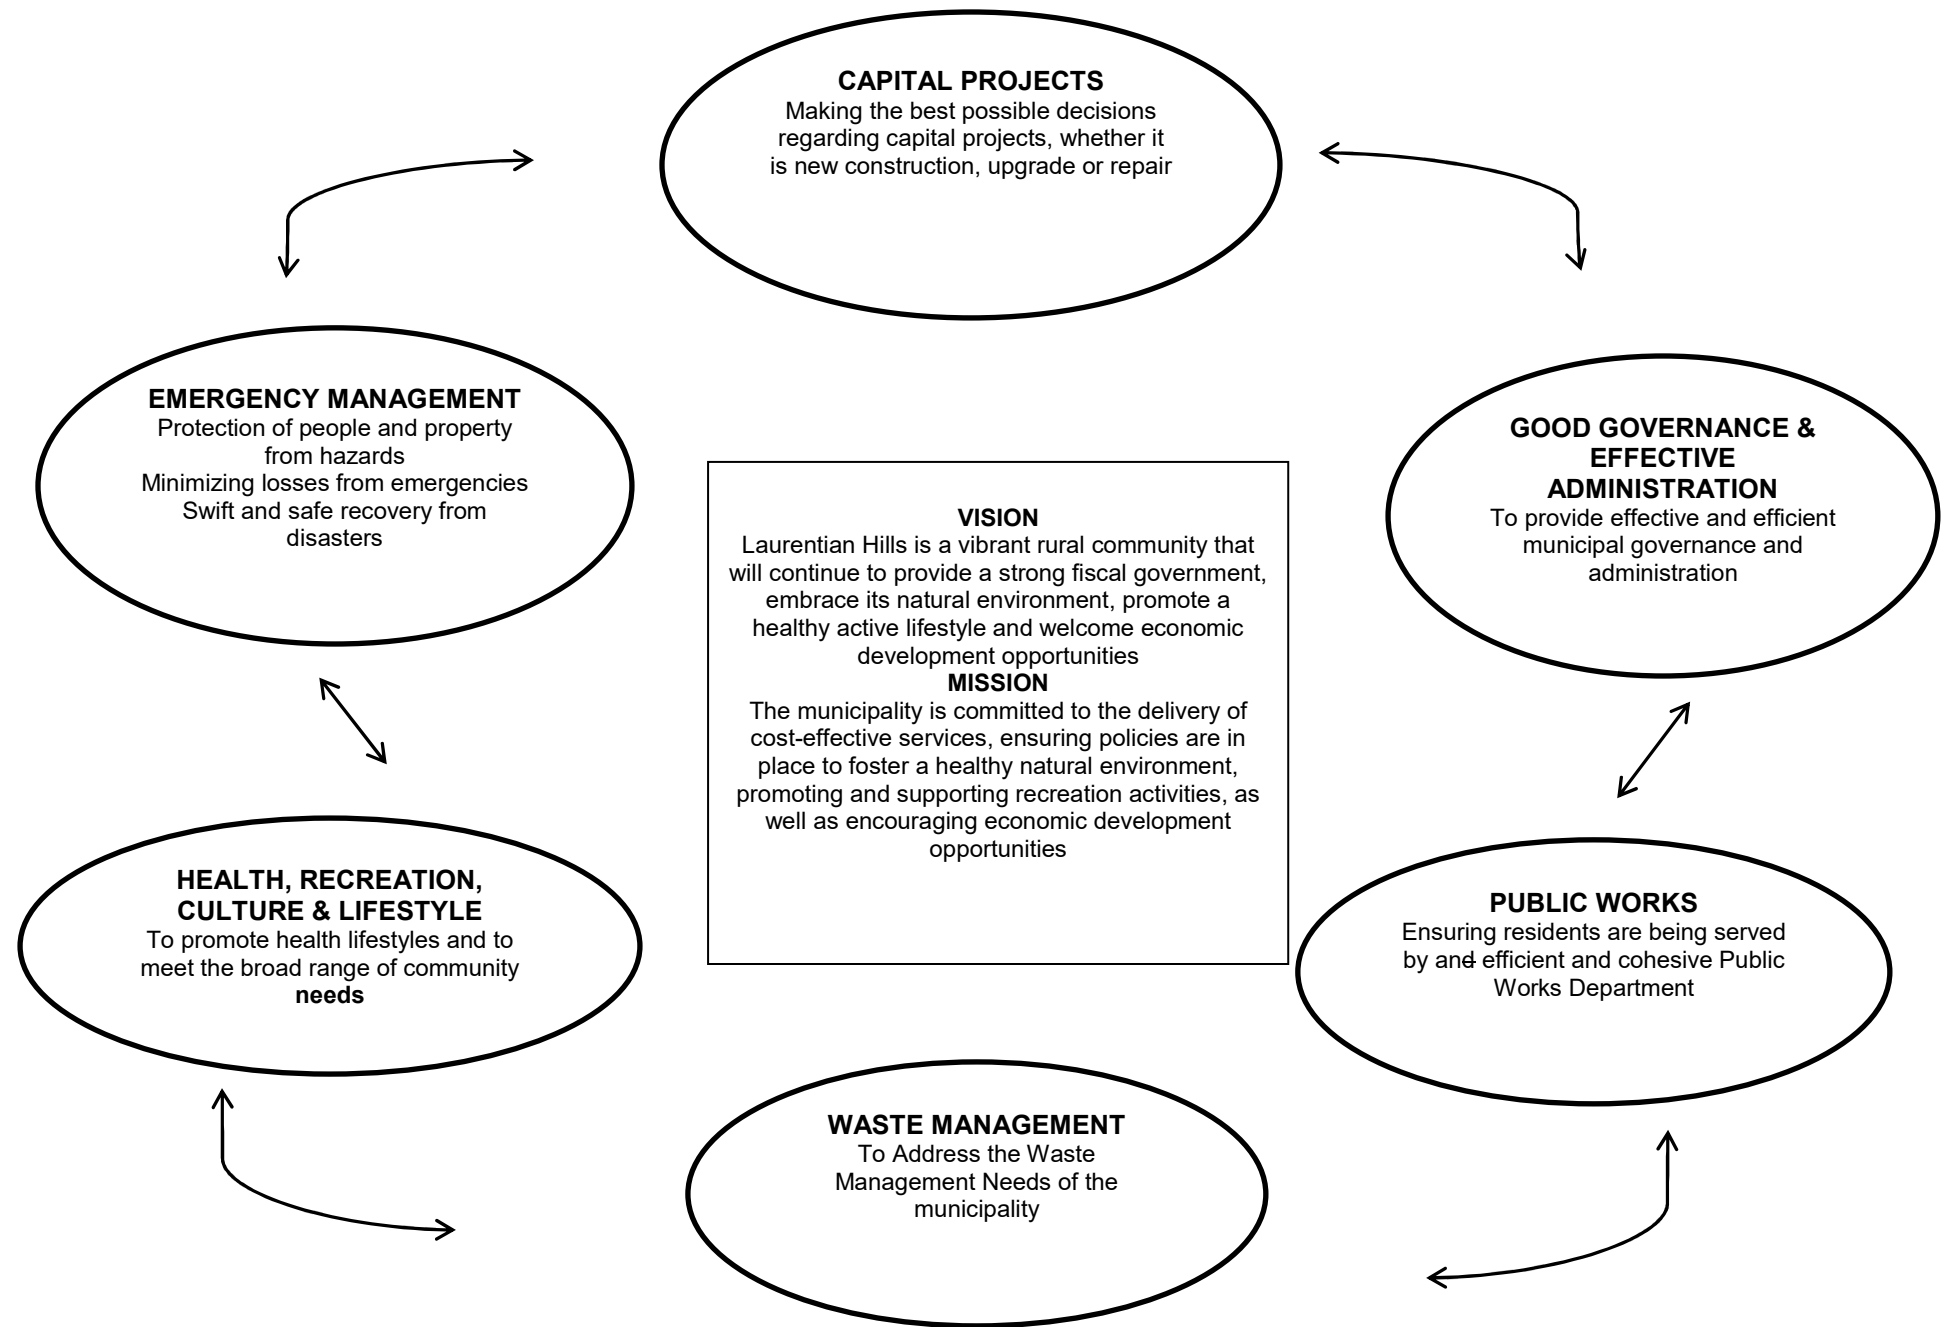 CAPITAL PROJECTS
Making the best possible decisions
regarding capital projects, whether it
is new construction, upgrade or repair
EMERGENCY MANAGEMENT
Protection of people and property
from hazards
Minimizing losses from emergencies
Swift and safe recovery from
disasters
GOOD GOVERNANCE &
EFFECTIVE
ADMINISTRATION
To provide effective and efficient
municipal governance and
administration
VISION
Laurentian Hills is a vibrant rural community that
will continue to provide a strong fiscal government,
embrace its natural environment, promote a
healthy active lifestyle and welcome economic
development opportunities
MISSION
The municipality is committed to the delivery of
cost-effective services, ensuring policies are in
place to foster a healthy natural environment,
promoting and supporting recreation activities, as
well as encouraging economic development
opportunities
HEALTH, RECREATION,
CULTURE & LIFESTYLE
To promote health lifestyles and to
meet the broad range of community
needs
PUBLIC WORKS
Ensuring residents are being served
by and efficient and cohesive Public
Works Department
WASTE MANAGEMENT
To Address the Waste
Management Needs of the
municipality